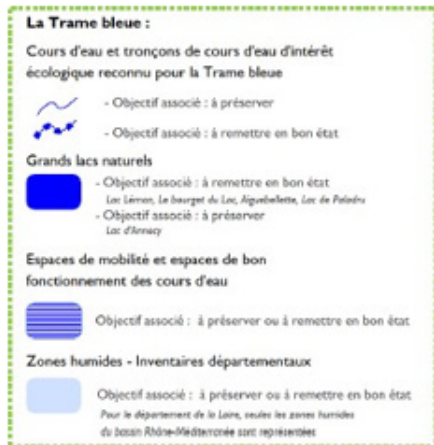 La Trame bleue :
Cours d'eau et tronçons de cours d'eau d'intérêt
écologique reconnu pour la Trame bleue
- Objectif associé : à préserver
- Objectif associé : à remettre en bon état
Grands lacs naturels
- Objectif associé : à remettre en bon état
Lac Léman, Le bourget du Lac, Aiguebellette, Lac de Paladru
- Objectif associé : à préserver
Lac d'Annecy
Espaces de mobilité et espaces de bon
fonctionnement des cours d'eau
Objectif associé : à préserver ou à remettre en bon état
Zones humides - Inventaires départementaux
Objectif associé : à préserver ou à remettre en bon état
Pour le département de la Loire, seules les zones humides
du bassin Rhône-Méditerranée sont représentées